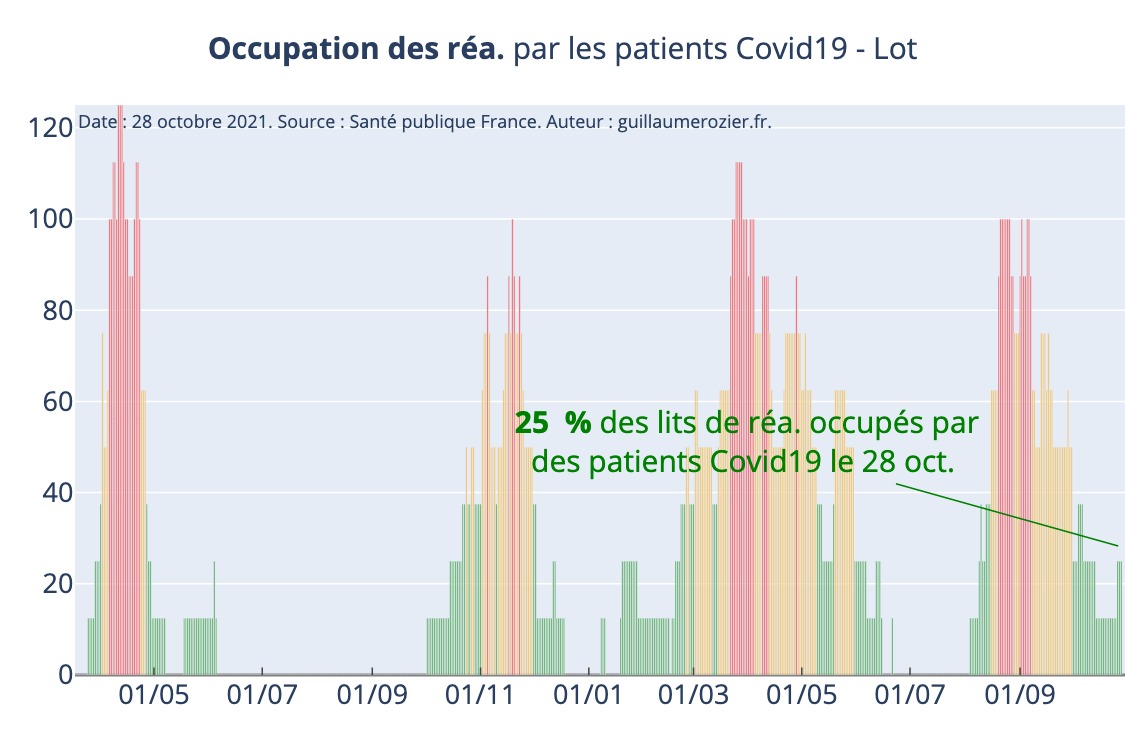 Occupation des réa. par les patients Covid19 - Lot
Date : 28 octobre 2021. Source : Santé publique France. Auteur : guillaumerozier.fr.
120
100
80
60
40
20
0
25 % des lits de réa. occupés par
des patients Covid19 le 28 oct.
01/05 01/07 01/09 01/11 01/01 01/03 01/05 01/07 01/09